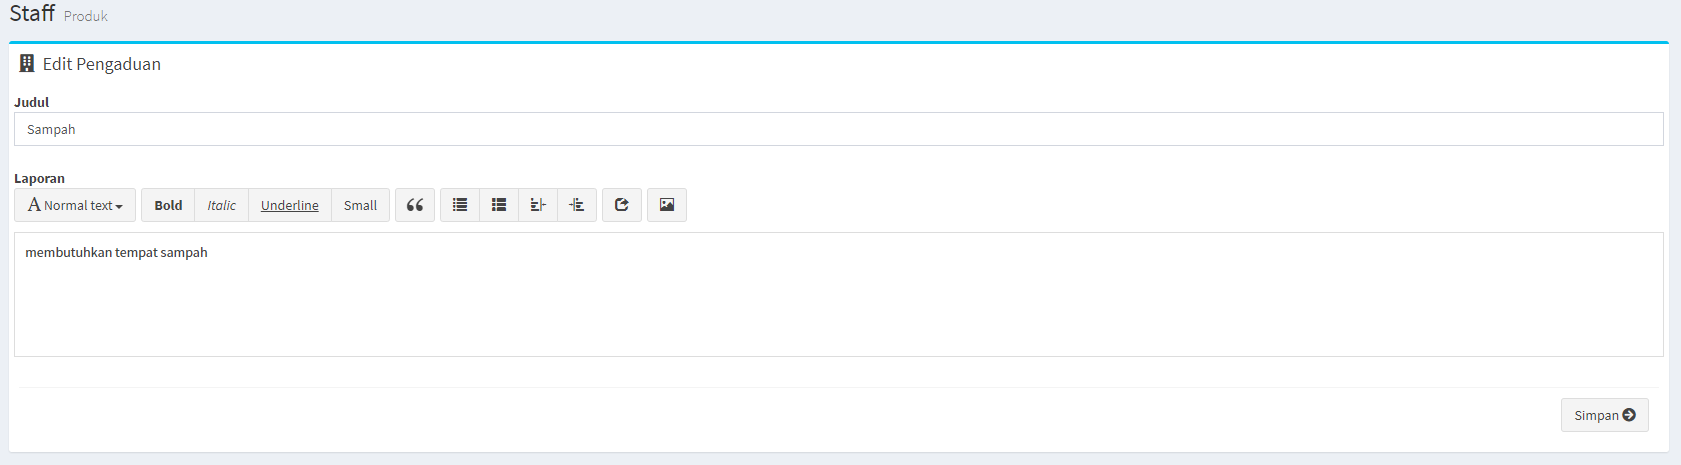 Staff Produk
Edit Pengaduan
Judul
Sampah
Laporan
A Normal text Bold Italic Underline Small
membutuhkan tempat sampah
Simpan